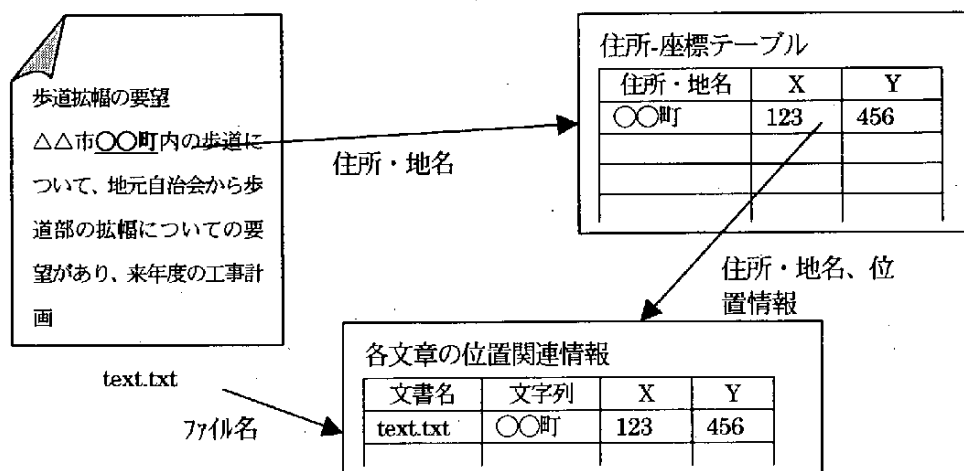 歩道拡幅の要望
△△市○○町内の歩道に
ついて、地元自治会から歩
道部の拡幅についての要
望があり、来年度の工事計
画
text.txt
ファイル名
住所・地名
住所-座標テーブル
住所・地名 X Y
○○町 123 456
住所・地名、位
置情報
各文章の位置関連情報
文書名 文字列 X Y
text.txt ○○町 123 456